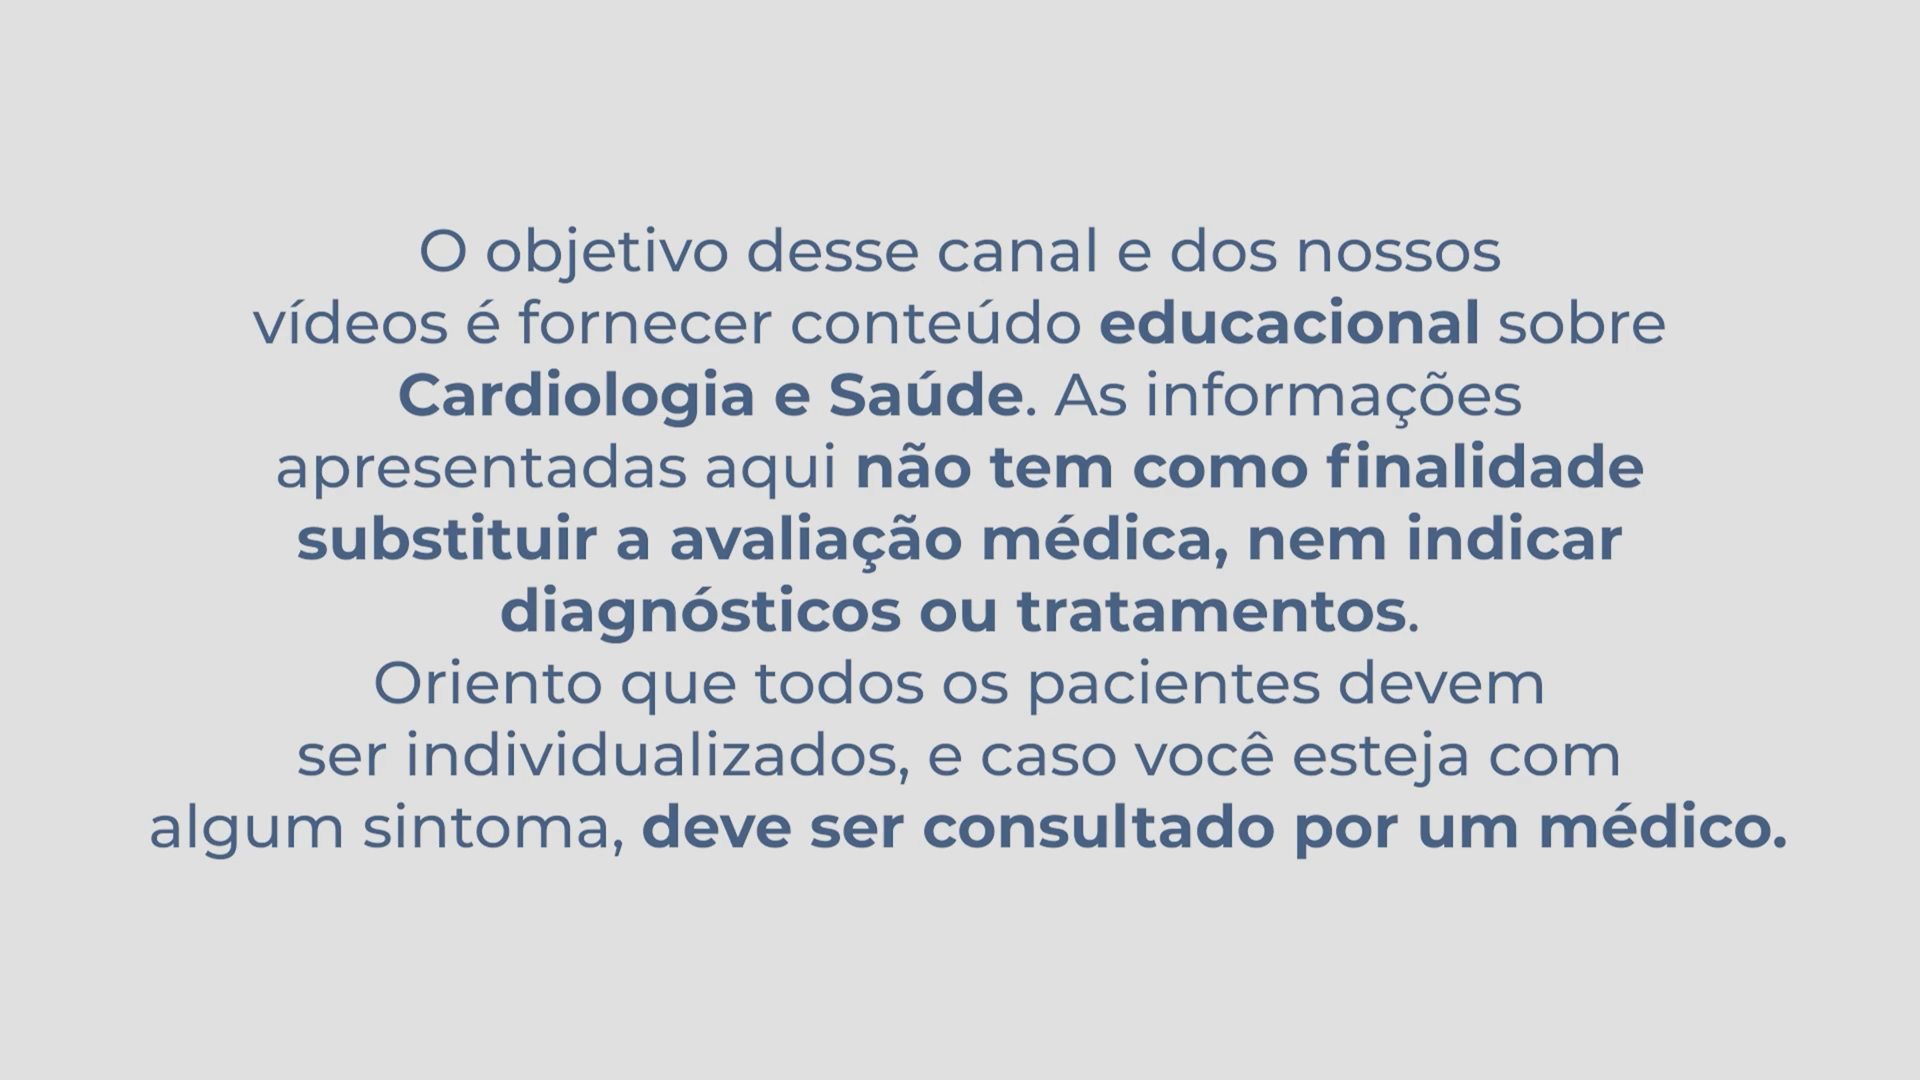 O objetivo desse canal e dos nossos
vídeos é fornecer conteúdo educacional sobre
Cardiologia e Saúde. As informações
apresentadas aqui não tem como finalidade
substituir a avaliação médica, nem indicar
diagnósticos ou tratamentos.
Oriento que todos os pacientes devem
ser individualizados, e caso você esteja com
algum sintoma, deve ser consultado por um médico.